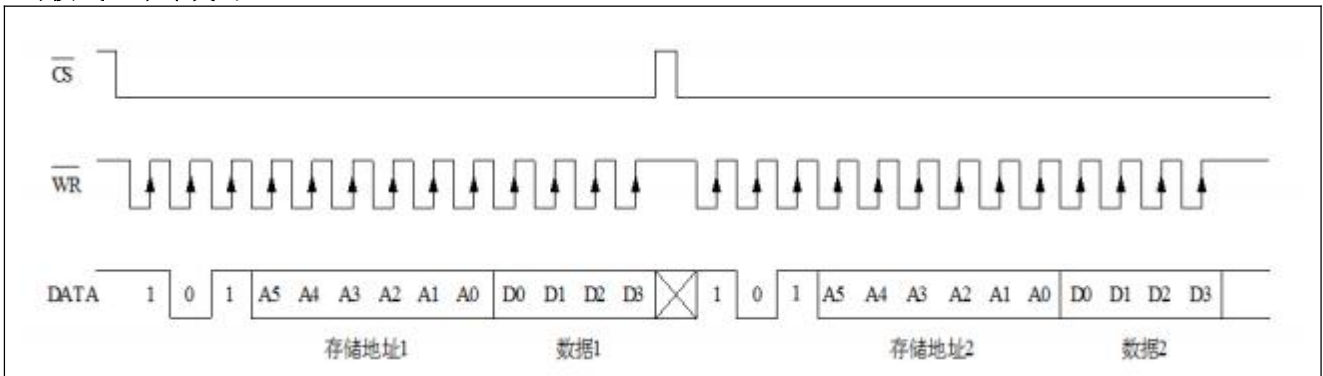 C̅S̅
W̅R̅
DATA 1 0 1 A5 A4 A3 A2 A1 A0 D0 D1 D2 D3 1 0 1 A5 A4 A3 A2 A1 A0 D0 D1 D2 D3
存储地址1 数据1 存储地址2 数据2